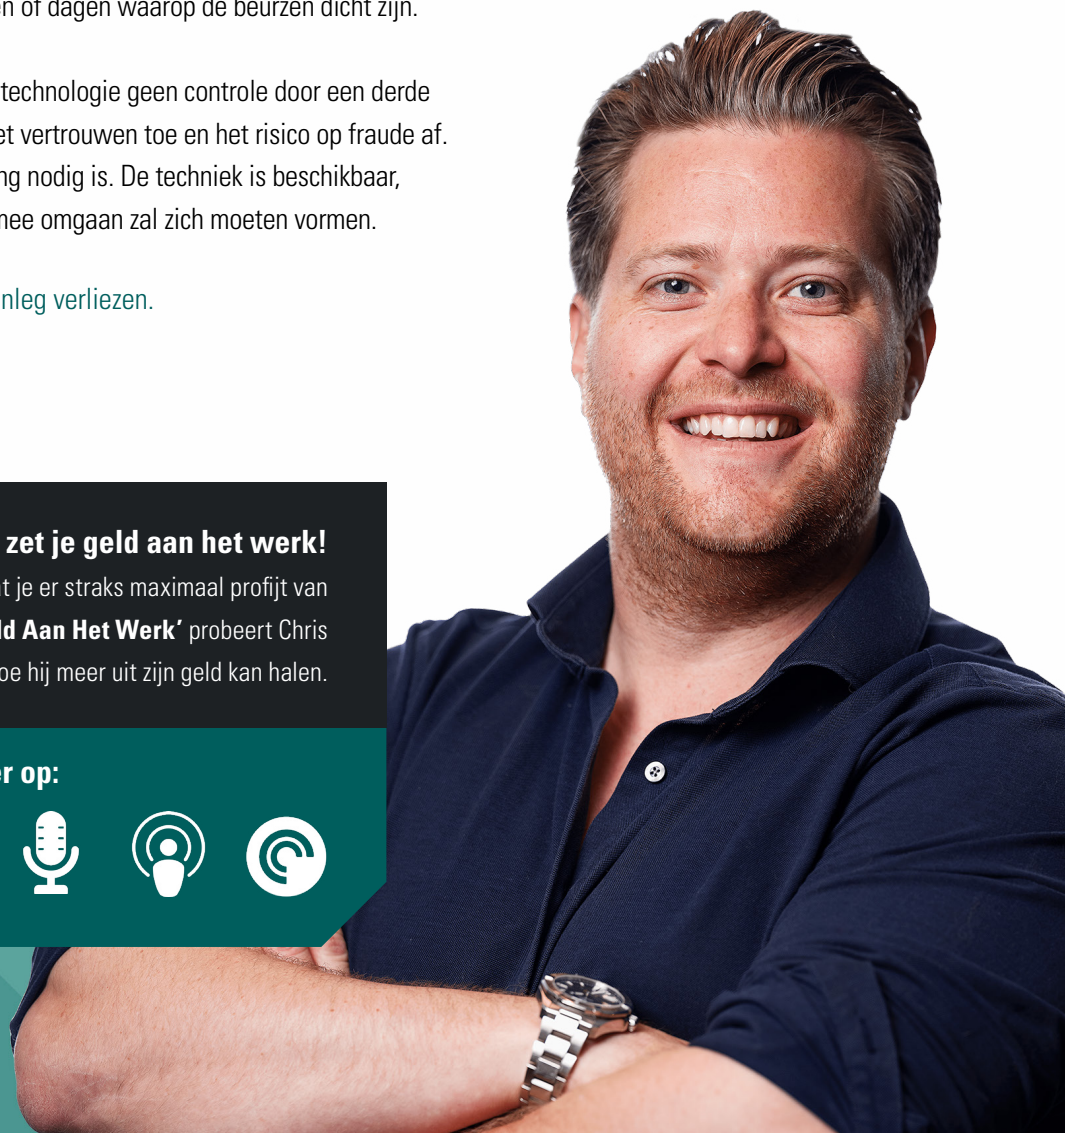 en of dagen waarop de beurzen dicht zijn.
technologie geen controle door een derde
et vertrouwen toe en het risico op fraude af.
ng nodig is. De techniek is beschikbaar,
mee omgaan zal zich moeten vormen.
nleg verliezen.
zet je geld aan het werk!
at je er straks maximaal profijt van
ld Aan Het Werk’ probeert Chris
oe hij meer uit zijn geld kan halen.
er op: